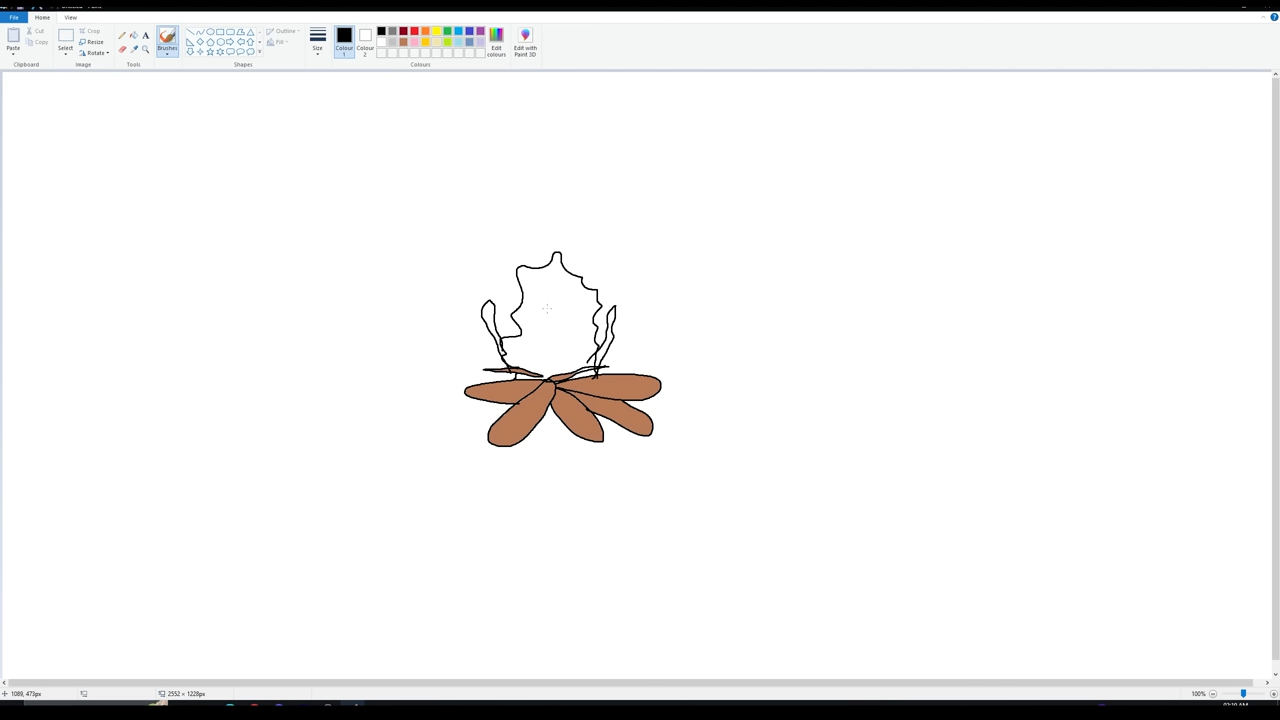 File Home View
Cut Crop Outline
Copy Resize Fill
Paste Select Rotate Brushes Size Colour 1 Colour 2 Edit colours Edit with Paint 3D
A
Clipboard Image Tools Shapes Colours
1089, 473px 2552 × 1228px 100%